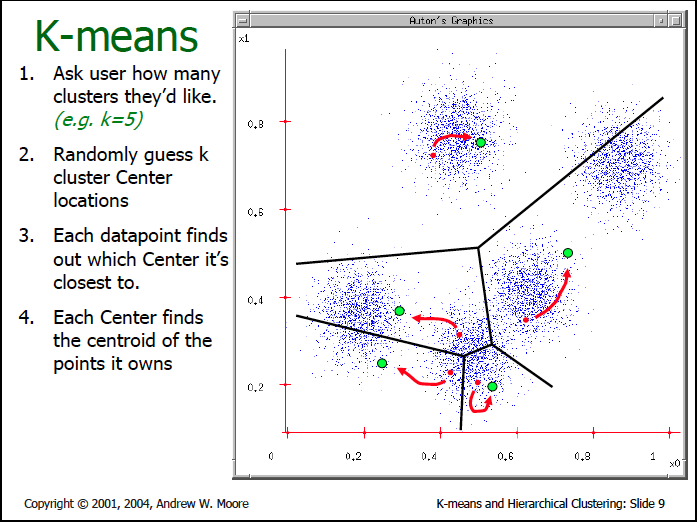 K-means
1. Ask user how many
clusters they'd like.
(e.g. k=5)
2. Randomly guess k
cluster Center
locations
3. Each datapoint finds
out which Center it's
closest to.
4. Each Center finds
the centroid of the
points it owns
Auton's Graphics
x1
0.8
0.6
0.4
0.2
0 0.2 0.4 0.6 0.8 1 x0
Copyright © 2001, 2004, Andrew W. Moore
K-means and Hierarchical Clustering: Slide 9